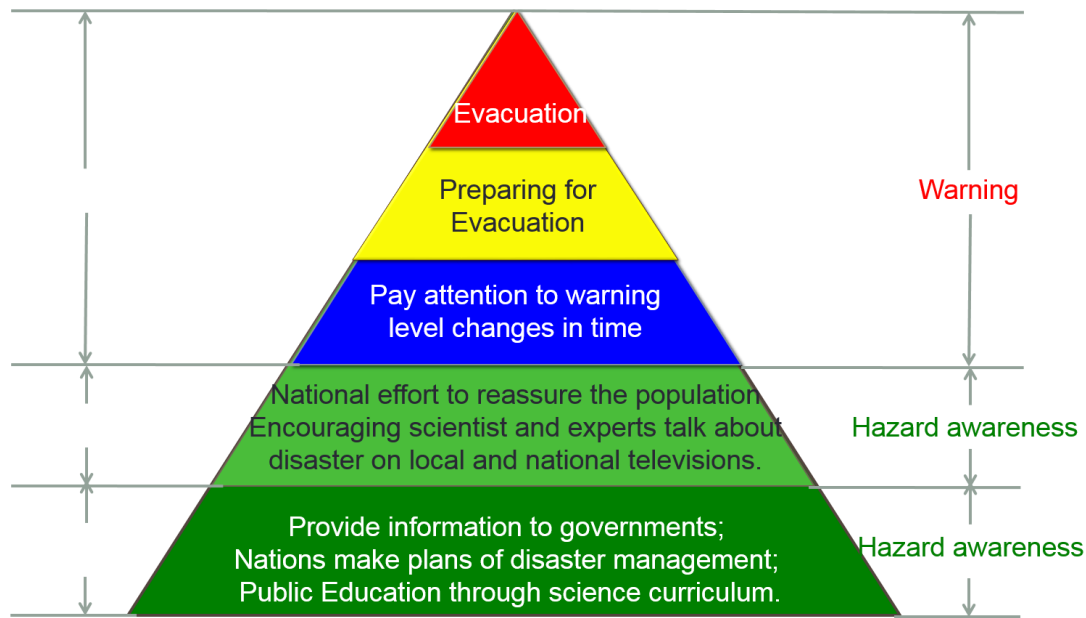 Evacuation
Preparing for
Evacuation
Warning
Pay attention to warning
level changes in time
National effort to reassure the population
Encouraging scientist and experts talk about
disaster on local and national televisions.
Hazard awareness
Provide information to governments;
Nations make plans of disaster management;
Public Education through science curriculum.
Hazard awareness